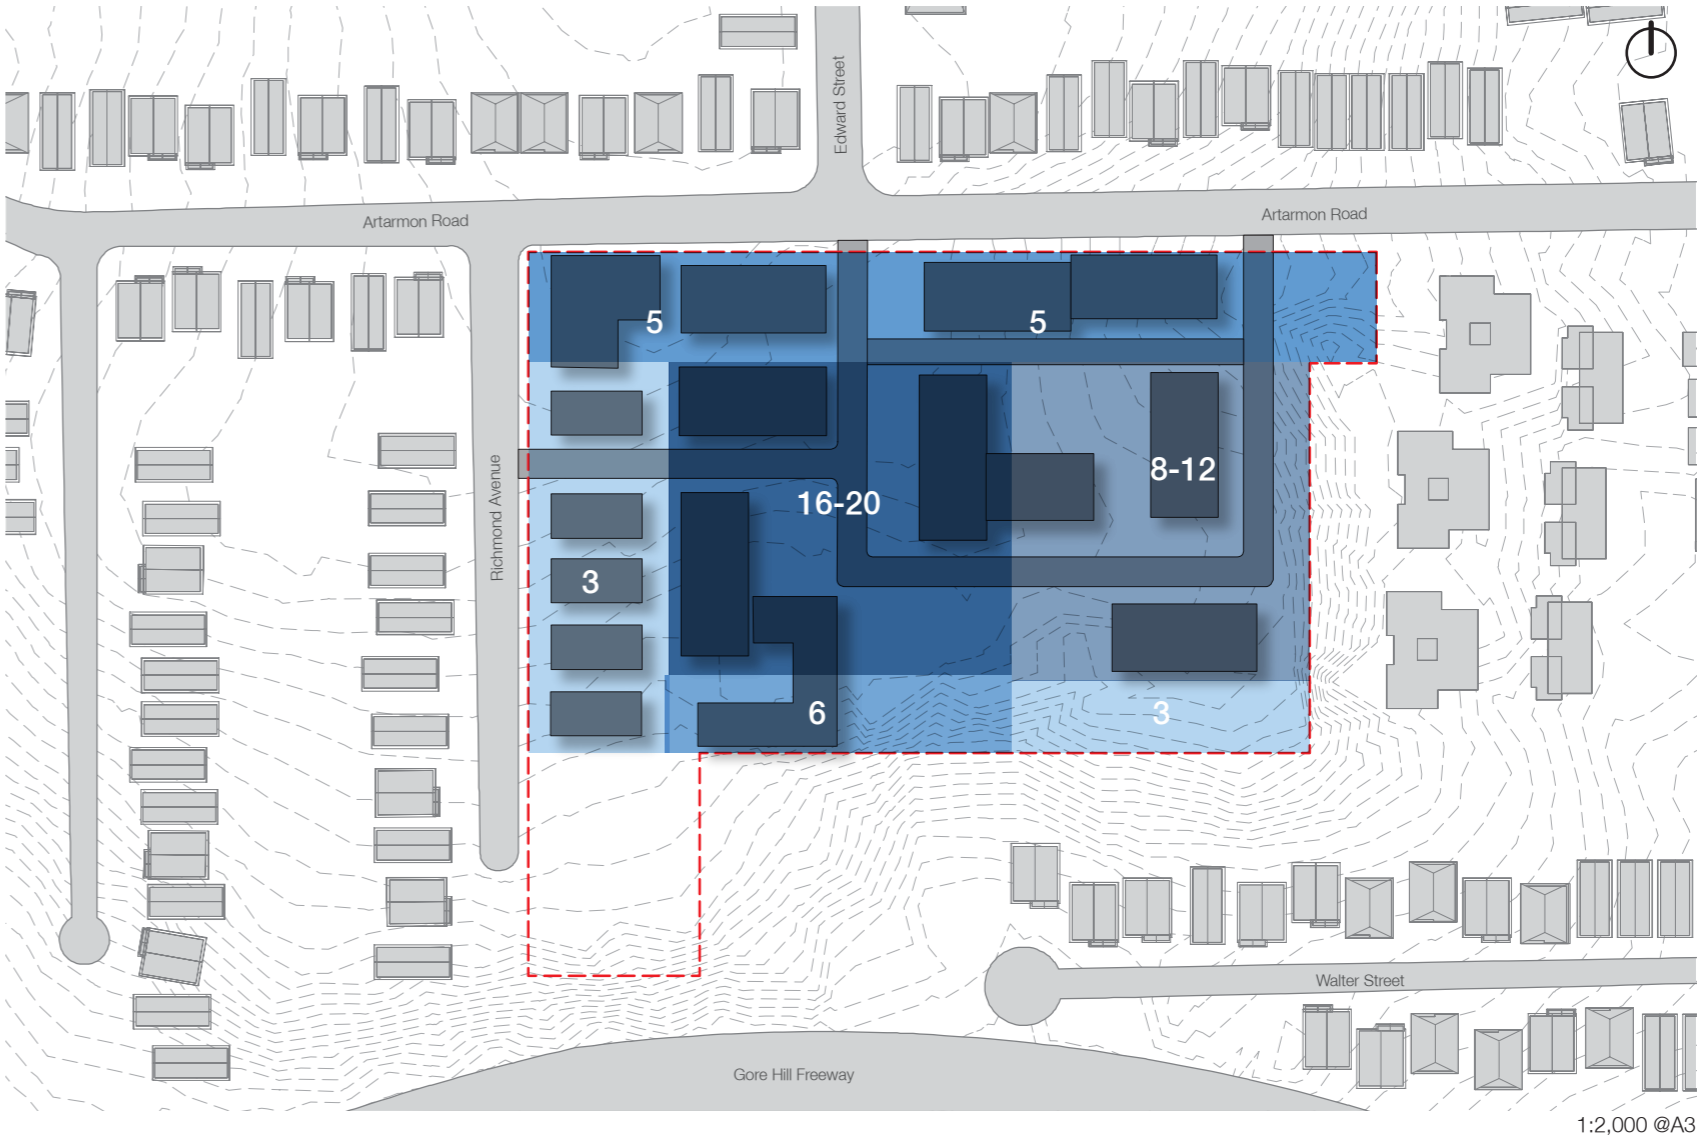 Edward Street
Artarmon Road
Artarmon Road
5
5
8-12
16-20
Richmond Avenue
3
6
3
Walter Street
Gore Hill Freeway
1:2,000 @A3